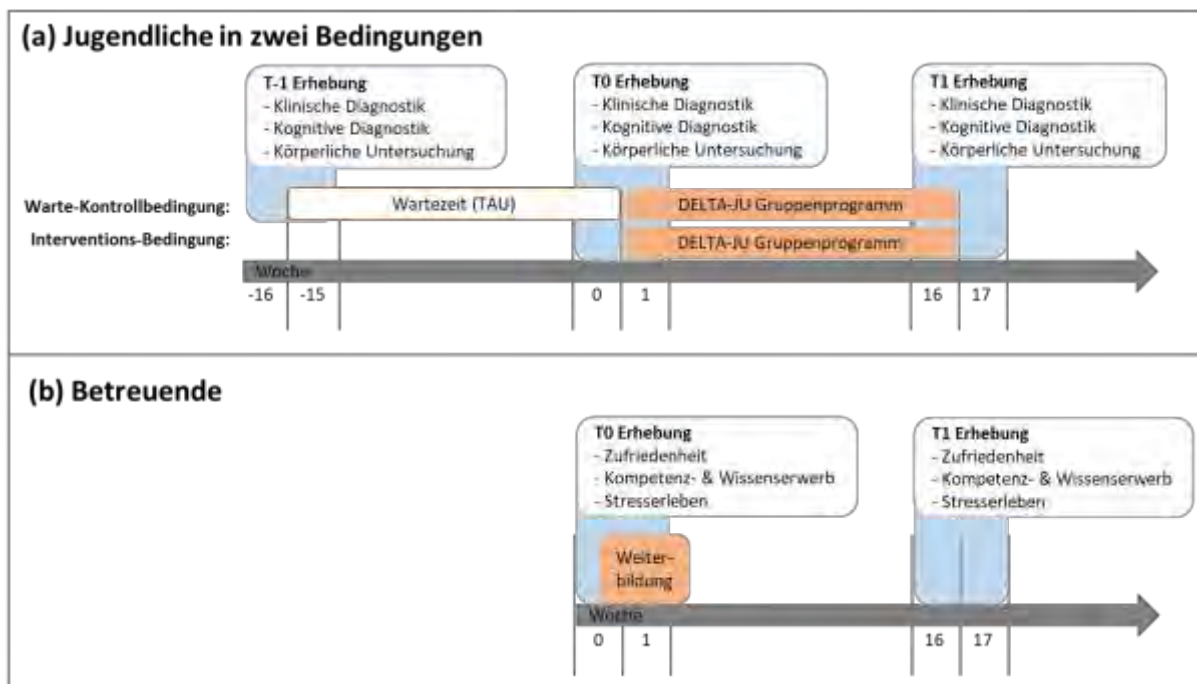 (a) Jugendliche in zwei Bedingungen
T-1 Erhebung
- Klinische Diagnostik
- Kognitive Diagnostik
- Körperliche Untersuchung
T0 Erhebung
- Klinische Diagnostik
- Kognitive Diagnostik
- Körperliche Untersuchung
T1 Erhebung
- Klinische Diagnostik
- Kognitive Diagnostik
- Körperliche Untersuchung
Warte-Kontrollbedingung:
Wartezeit (TAU)
DELTA-JU Gruppenprogramm
Interventions-Bedingung:
DELTA-JU Gruppenprogramm
Woche
-16 -15 0 1 16 17
(b) Betreuende
T0 Erhebung
- Zufriedenheit
- Kompetenz- & Wissenserwerb
- Stresserleben
T1 Erhebung
- Zufriedenheit
- Kompetenz- & Wissenserwerb
- Stresserleben
Weiter-
bildung
Woche
0 1 16 17